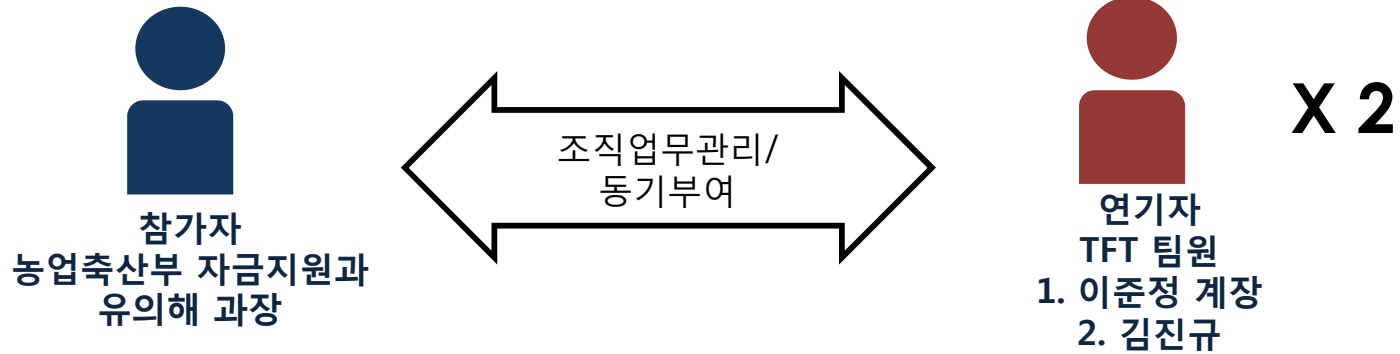 조직업무관리/
동기부여
참가자
농업축산부 자금지원과
유의해 과장
X 2
연기자
TFT 팀원
1. 이준정 계장
2. 김진규